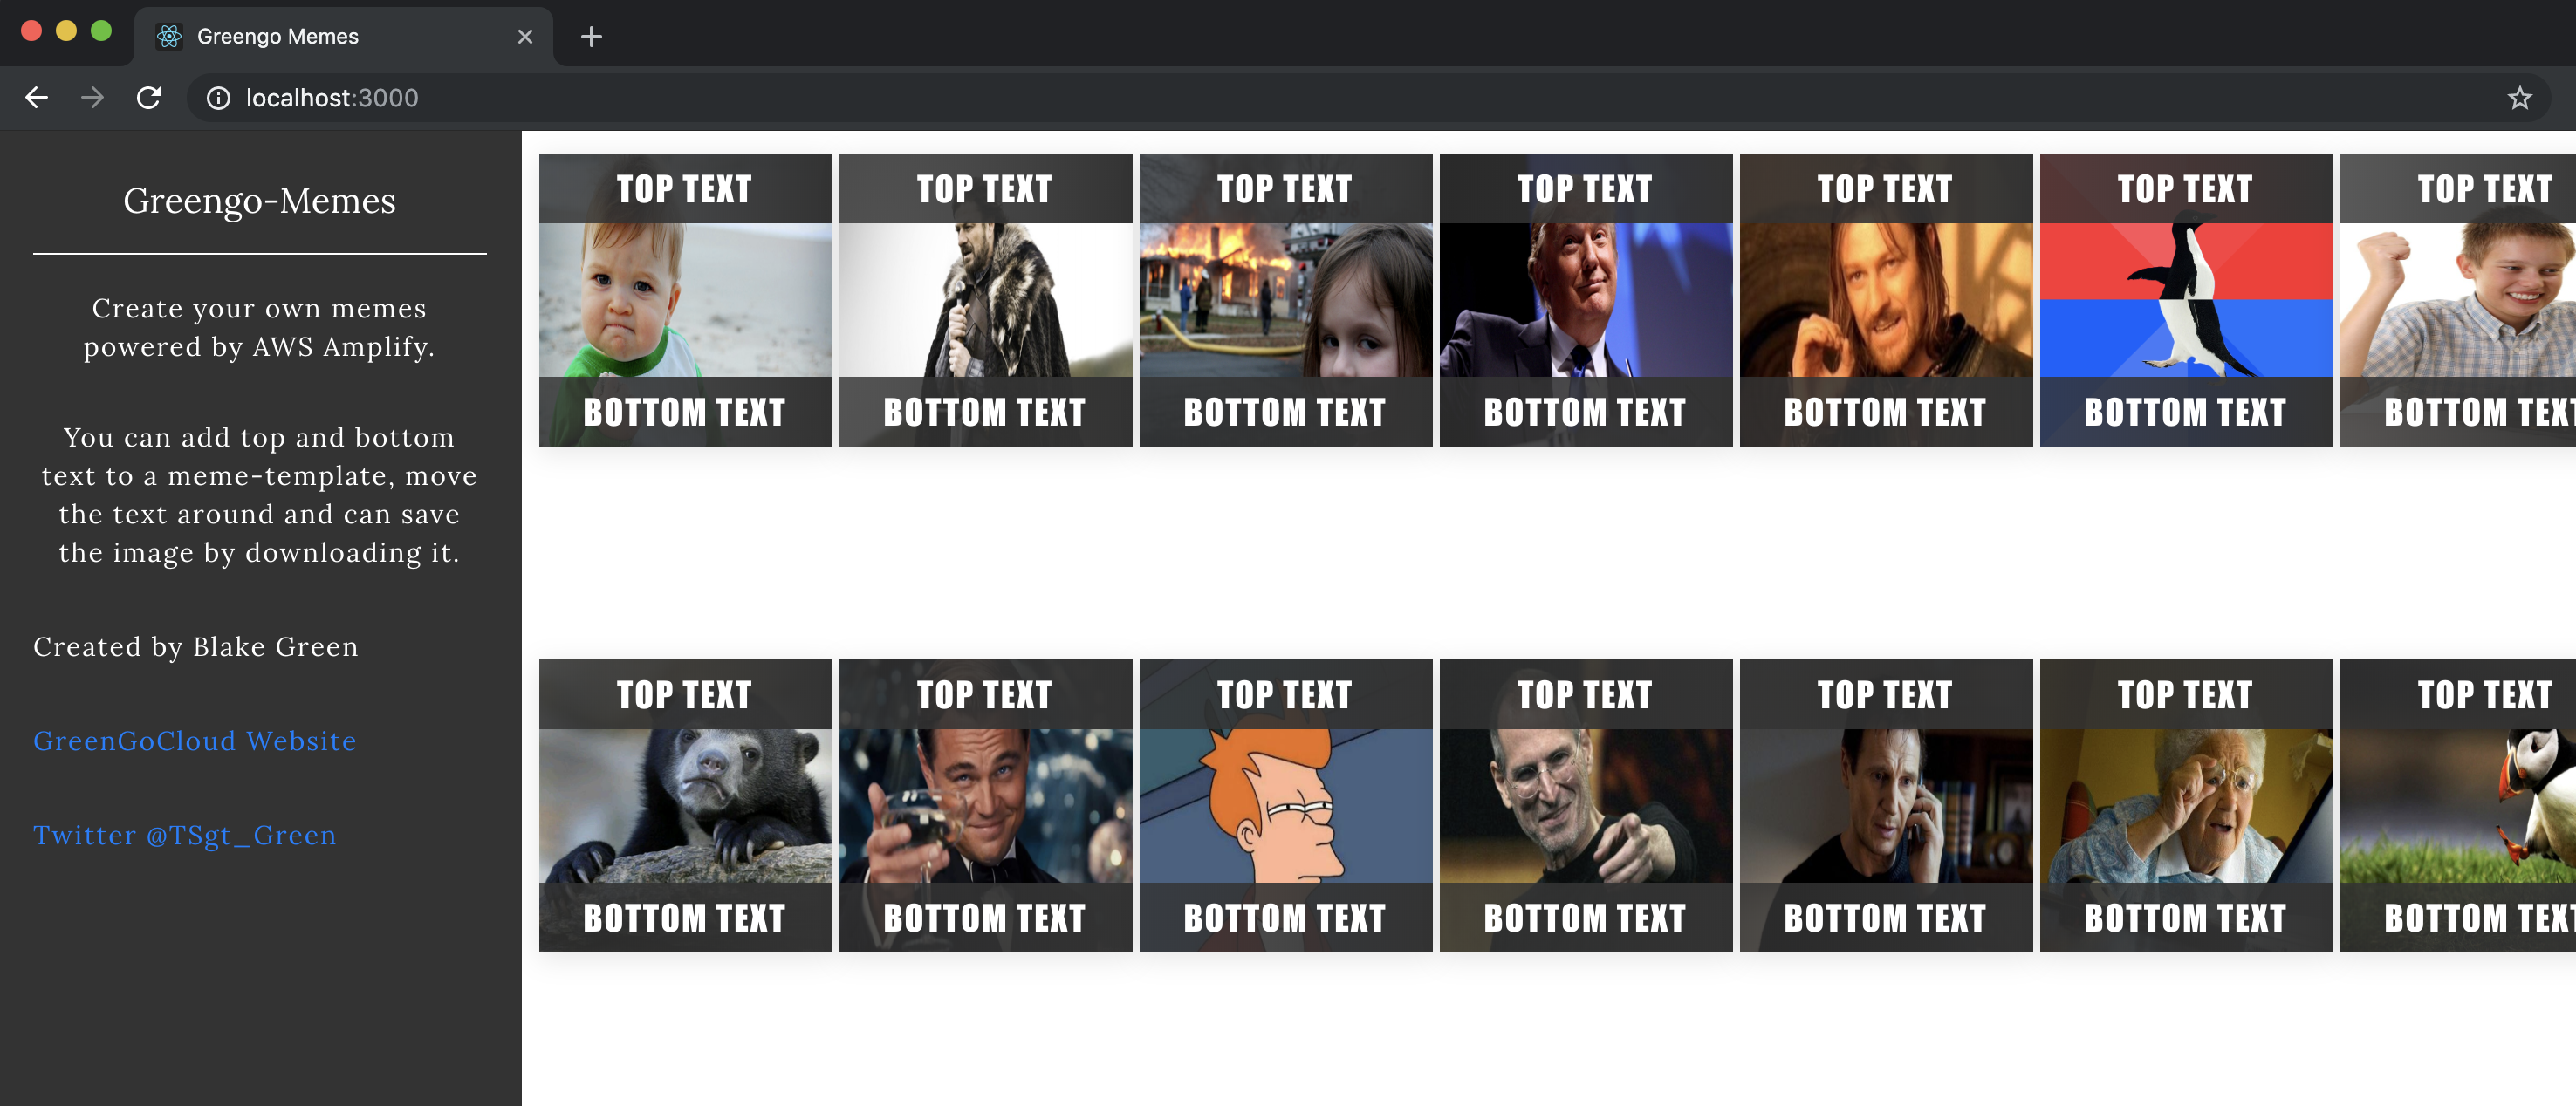 Greengo Memes
localhost:3000
Greengo-Memes
Create your own memes
powered by AWS Amplify.
You can add top and bottom
text to a meme-template, move
the text around and can save
the image by downloading it.
Created by Blake Green
GreenGoCloud Website
Twitter @TSgt_Green
TOP TEXT TOP TEXT TOP TEXT TOP TEXT TOP TEXT TOP TEXT TOP TEXT
BOTTOM TEXT BOTTOM TEXT BOTTOM TEXT BOTTOM TEXT BOTTOM TEXT BOTTOM TEXT BOTTOM TEXT
TOP TEXT TOP TEXT TOP TEXT TOP TEXT TOP TEXT TOP TEXT TOP TEXT
BOTTOM TEXT BOTTOM TEXT BOTTOM TEXT BOTTOM TEXT BOTTOM TEXT BOTTOM TEXT BOTTOM TEXT